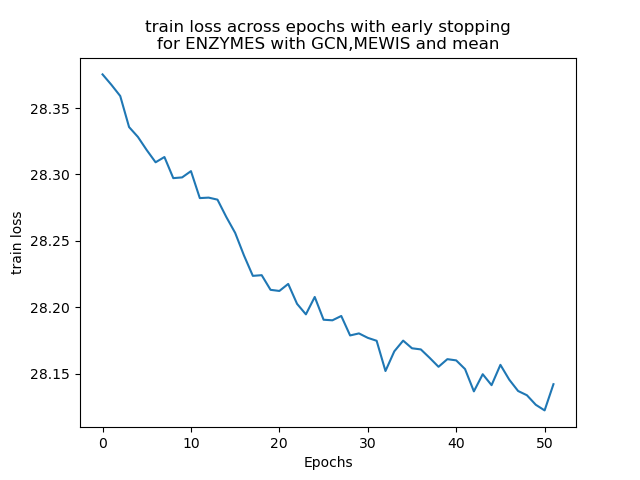 train loss across epochs with early stopping
for ENZYMES with GCN,MEWIS and mean
28.35
28.30
28.25
28.20
28.15
train loss
0
10
20
30
40
50
Epochs